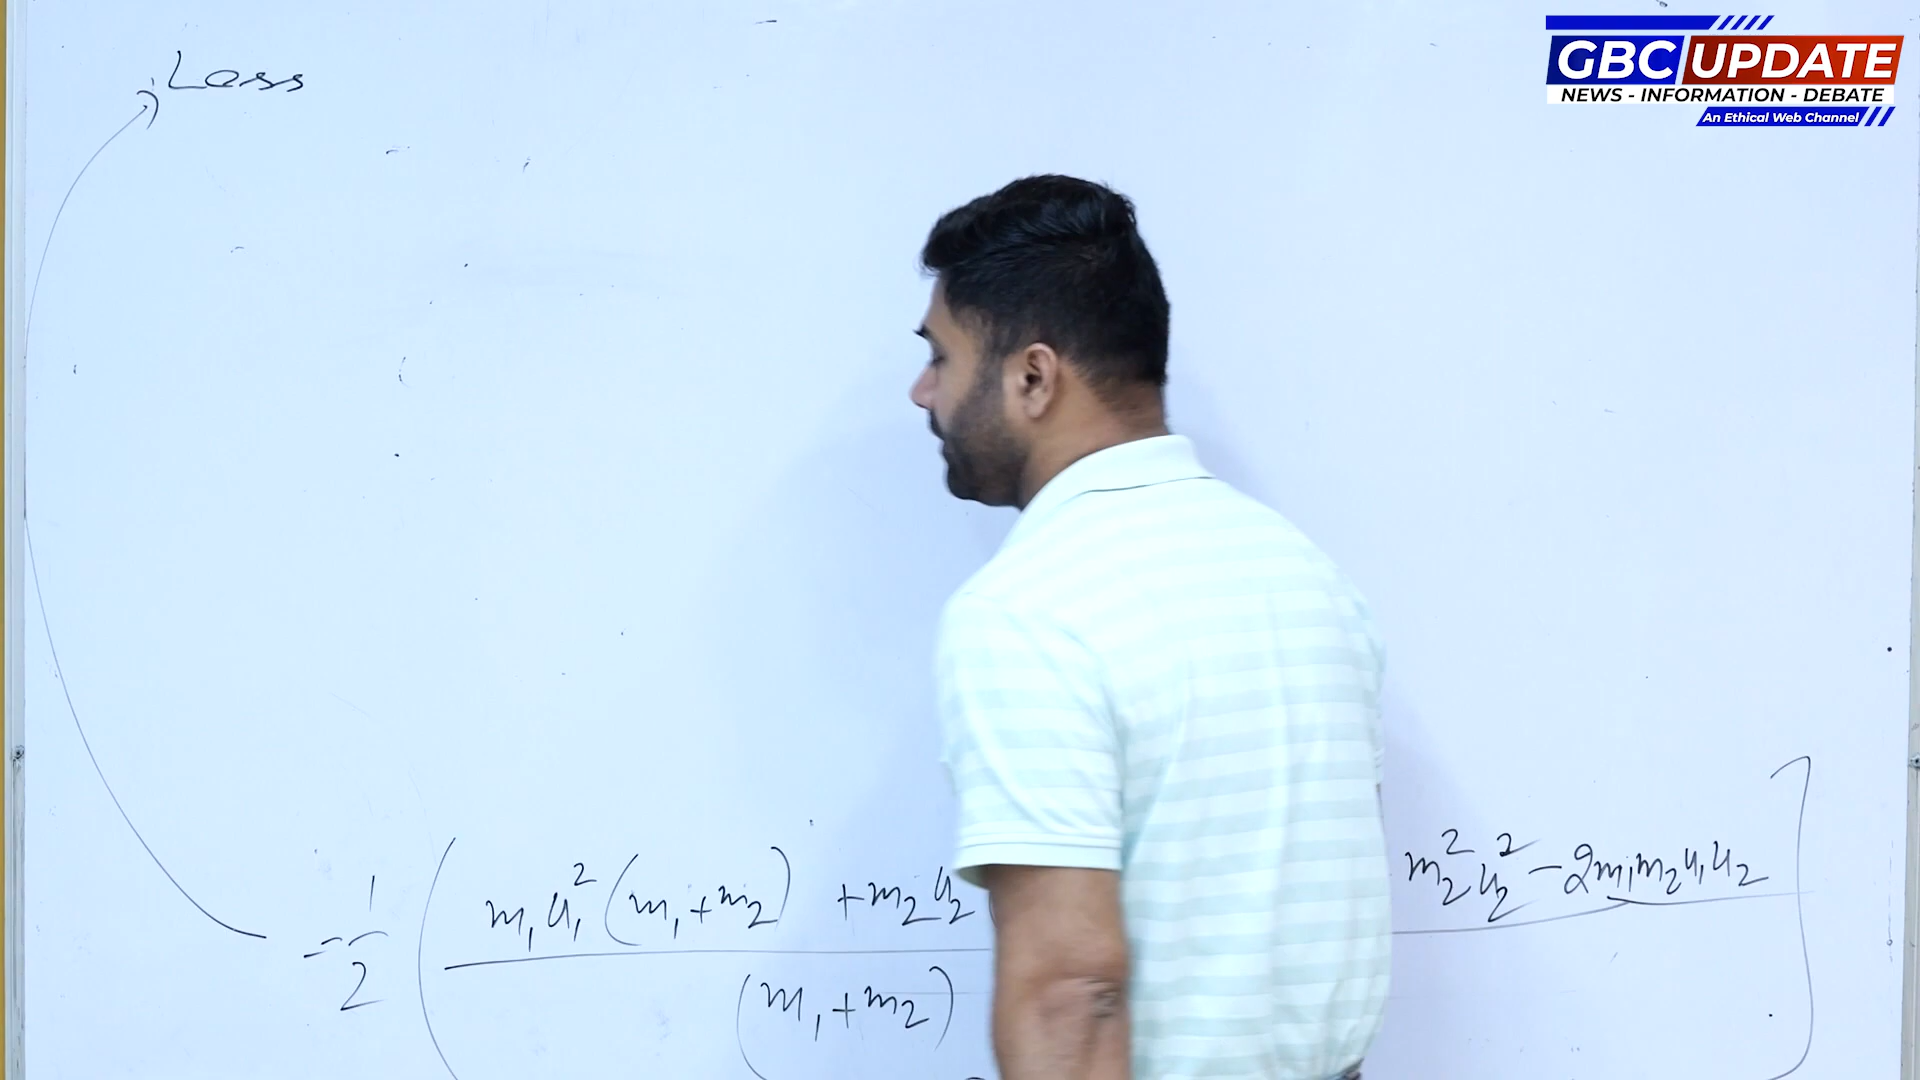 GBC UPDATE
NEWS - INFORMATION - DEBATE
An Ethical Web Channel
Loss
= 1/2 ( m₁u₁² (m₁+m₂) + m₂u₂ m₂²u₂² - 2m₁m₂u₁u₂ ]
(m₁+m₂)